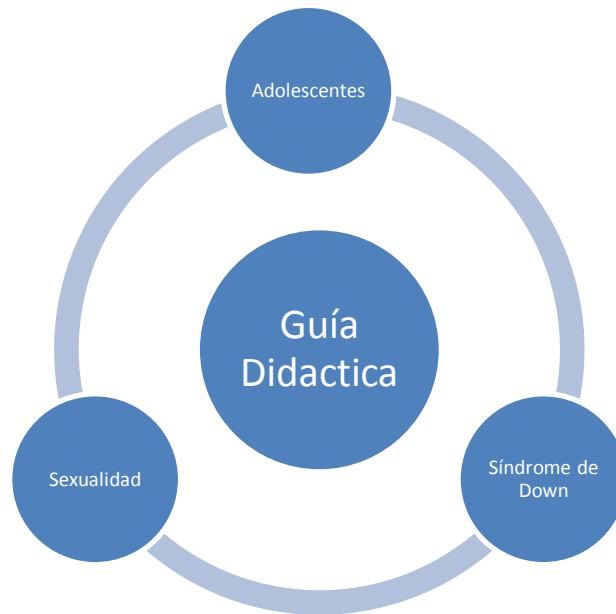 Adolescentes
Guía
Didactica
Sexualidad
Síndrome de
Down